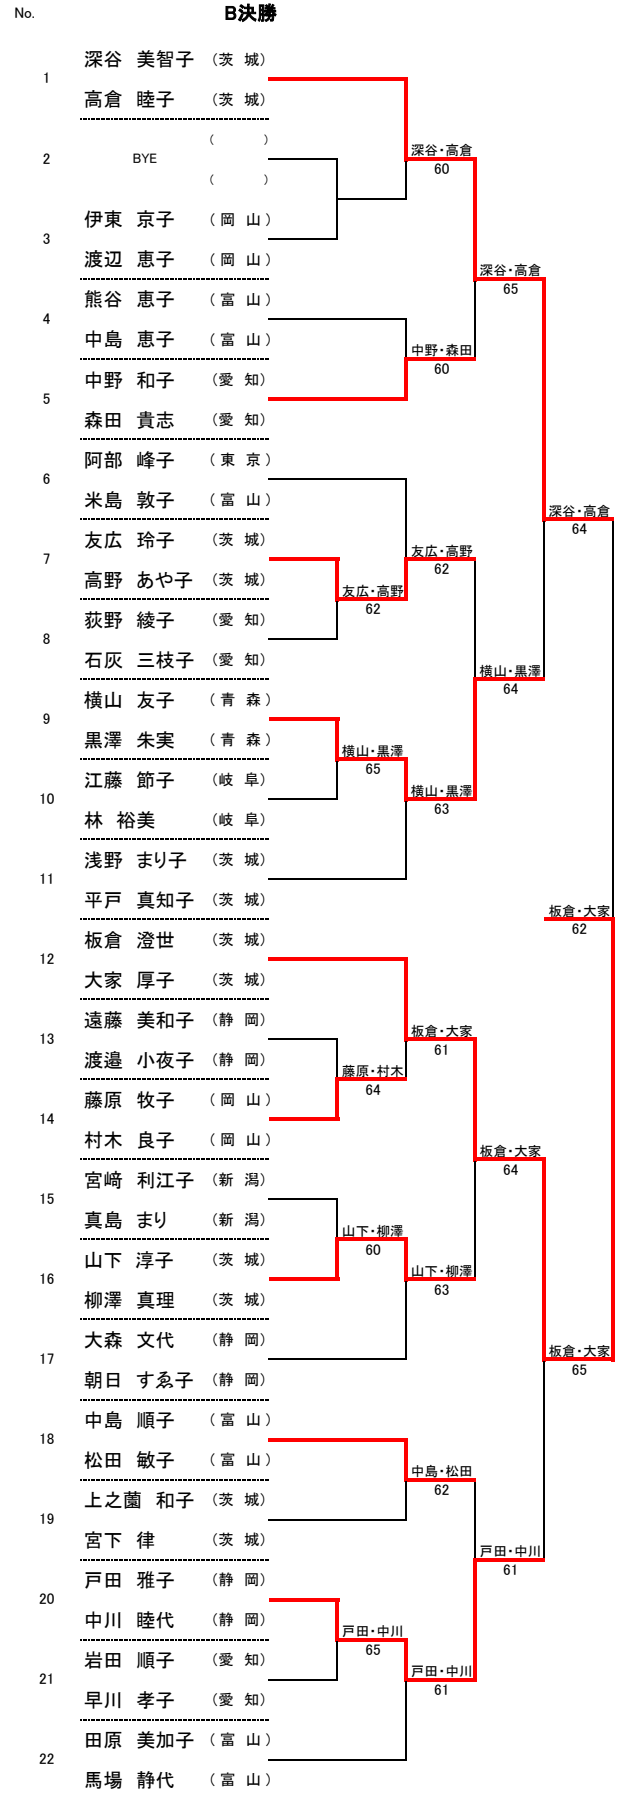 No. B決勝
深谷 美智子 (茨 城)
1
高倉 睦子 (茨 城)
( )
2 BYE
( )
深谷・高倉
60
伊東 京子 (岡 山)
3
渡辺 恵子 (岡 山)
深谷・高倉
65
熊谷 恵子 (富 山)
4
中島 恵子 (富 山)
中野・森田
60
中野 和子 (愛 知)
5
森田 貴志 (愛 知)
阿部 峰子 (東 京)
6
米島 敦子 (富 山)
深谷・高倉
64
友広 玲子 (茨 城)
7
高野 あや子 (茨 城)
友広・高野
62
友広・高野
62
荻野 綾子 (愛 知)
8
石灰 三枝子 (愛 知)
横山・黒澤
64
横山 友子 (青 森)
9
黒澤 朱実 (青 森)
横山・黒澤
65
江藤 節子 (岐 阜)
10
林 裕美 (岐 阜)
横山・黒澤
63
浅野 まり子 (茨 城)
11
平戸 真知子 (茨 城)
板倉・大家
62
板倉 澄世 (茨 城)
12
大家 厚子 (茨 城)
遠藤 美和子 (静 岡)
13
渡邉 小夜子 (静 岡)
板倉・大家
61
藤原・村木
64
藤原 牧子 (岡 山)
14
村木 良子 (岡 山)
板倉・大家
64
宮﨑 利江子 (新 潟)
15
真島 まり (新 潟)
山下・柳澤
60
山下 淳子 (茨 城)
16
柳澤 真理 (茨 城)
山下・柳澤
63
大森 文代 (静 岡)
17
朝日 すゑ子 (静 岡)
板倉・大家
65
中島 順子 (富 山)
18
松田 敏子 (富 山)
中島・松田
62
上之薗 和子 (茨 城)
19
宮下 律 (茨 城)
戸田・中川
61
戸田 雅子 (静 岡)
20
中川 睦代 (静 岡)
戸田・中川
65
岩田 順子 (愛 知)
21
早川 孝子 (愛 知)
戸田・中川
61
田原 美加子 (富 山)
22
馬場 静代 (富 山)